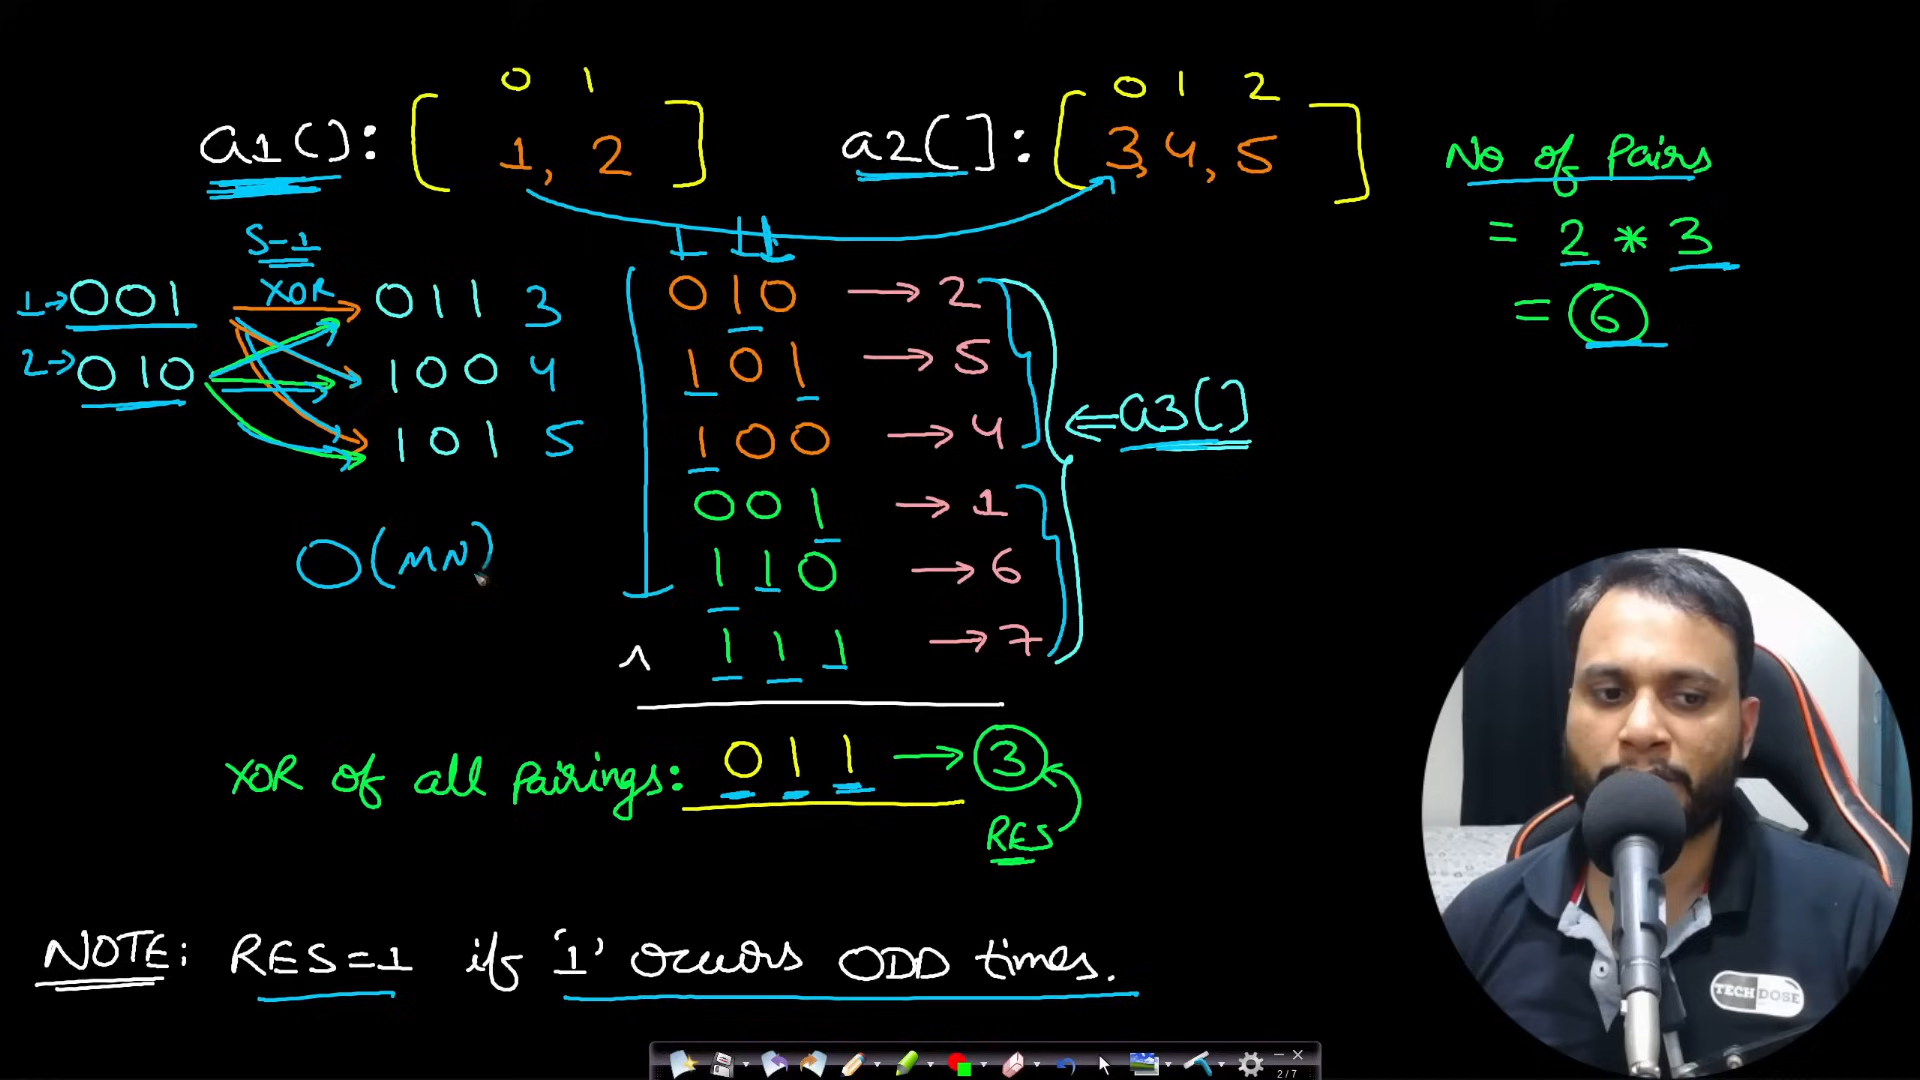 0 1
0 1 2
a1[]: [ 1, 2 ]
a2[]: [ 3, 4, 5 ]
No of Pairs
= 2 * 3
= 6
S-1
XOR
1→ 001
2→ 010
011 3
100 4
101 5
O(MN)
010 → 2
101 → 5
100 → 4
001 → 1
110 → 6
^ 111 → 7
⇐ a3[]
XOR of all Pairings: 011 → 3
RES
NOTE: RES=1 if '1' occurs ODD times.
TECH DOSE
2/7